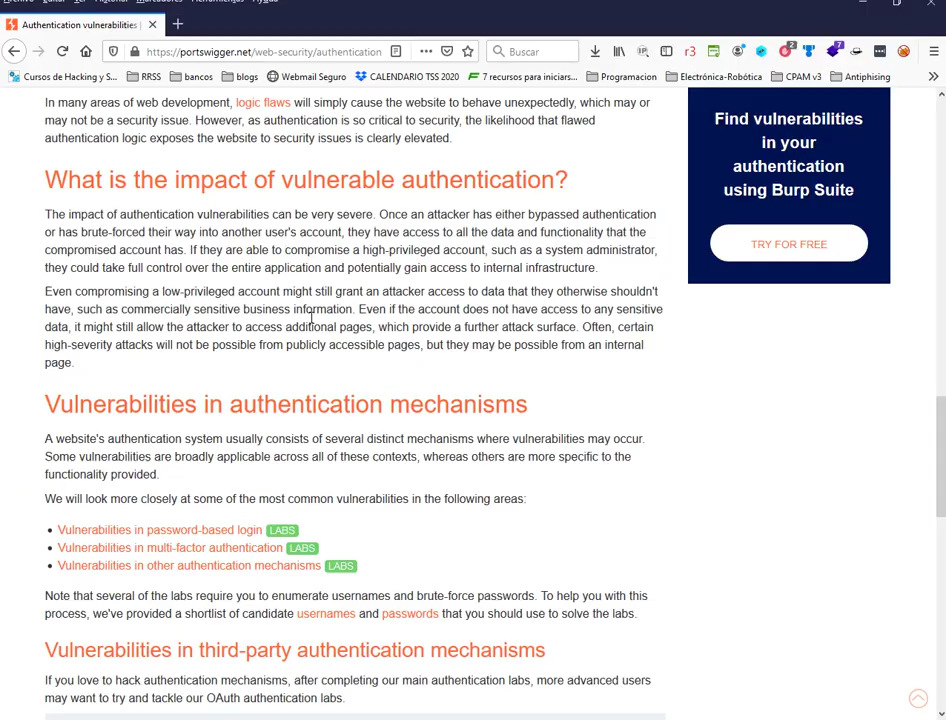 Authentication vulnerabilities
https://portswigger.net/web-security/authentication
Buscar
Cursos de Hacking y S...
RRSS
bancos
blogs
Webmail Seguro
CALENDARIO TSS 2020
7 recursos para iniciars...
Programacion
Electrónica-Robótica
CPAM v3
Antiphising
In many areas of web development, logic flaws will simply cause the website to behave unexpectedly, which may or
may not be a security issue. However, as authentication is so critical to security, the likelihood that flawed
authentication logic exposes the website to security issues is clearly elevated.
What is the impact of vulnerable authentication?
The impact of authentication vulnerabilities can be very severe. Once an attacker has either bypassed authentication
or has brute-forced their way into another user's account, they have access to all the data and functionality that the
compromised account has. If they are able to compromise a high-privileged account, such as a system administrator,
they could take full control over the entire application and potentially gain access to internal infrastructure.
Even compromising a low-privileged account might still grant an attacker access to data that they otherwise shouldn't
have, such as commercially sensitive business information. Even if the account does not have access to any sensitive
data, it might still allow the attacker to access additional pages, which provide a further attack surface. Often, certain
high-severity attacks will not be possible from publicly accessible pages, but they may be possible from an internal
page.
Vulnerabilities in authentication mechanisms
A website's authentication system usually consists of several distinct mechanisms where vulnerabilities may occur.
Some vulnerabilities are broadly applicable across all of these contexts, whereas others are more specific to the
functionality provided.
We will look more closely at some of the most common vulnerabilities in the following areas:
• Vulnerabilities in password-based login LABS
• Vulnerabilities in multi-factor authentication LABS
• Vulnerabilities in other authentication mechanisms LABS
Note that several of the labs require you to enumerate usernames and brute-force passwords. To help you with this
process, we've provided a shortlist of candidate usernames and passwords that you should use to solve the labs.
Vulnerabilities in third-party authentication mechanisms
If you love to hack authentication mechanisms, after completing our main authentication labs, more advanced users
may want to try and tackle our OAuth authentication labs.
Find vulnerabilities
in your
authentication
using Burp Suite
TRY FOR FREE